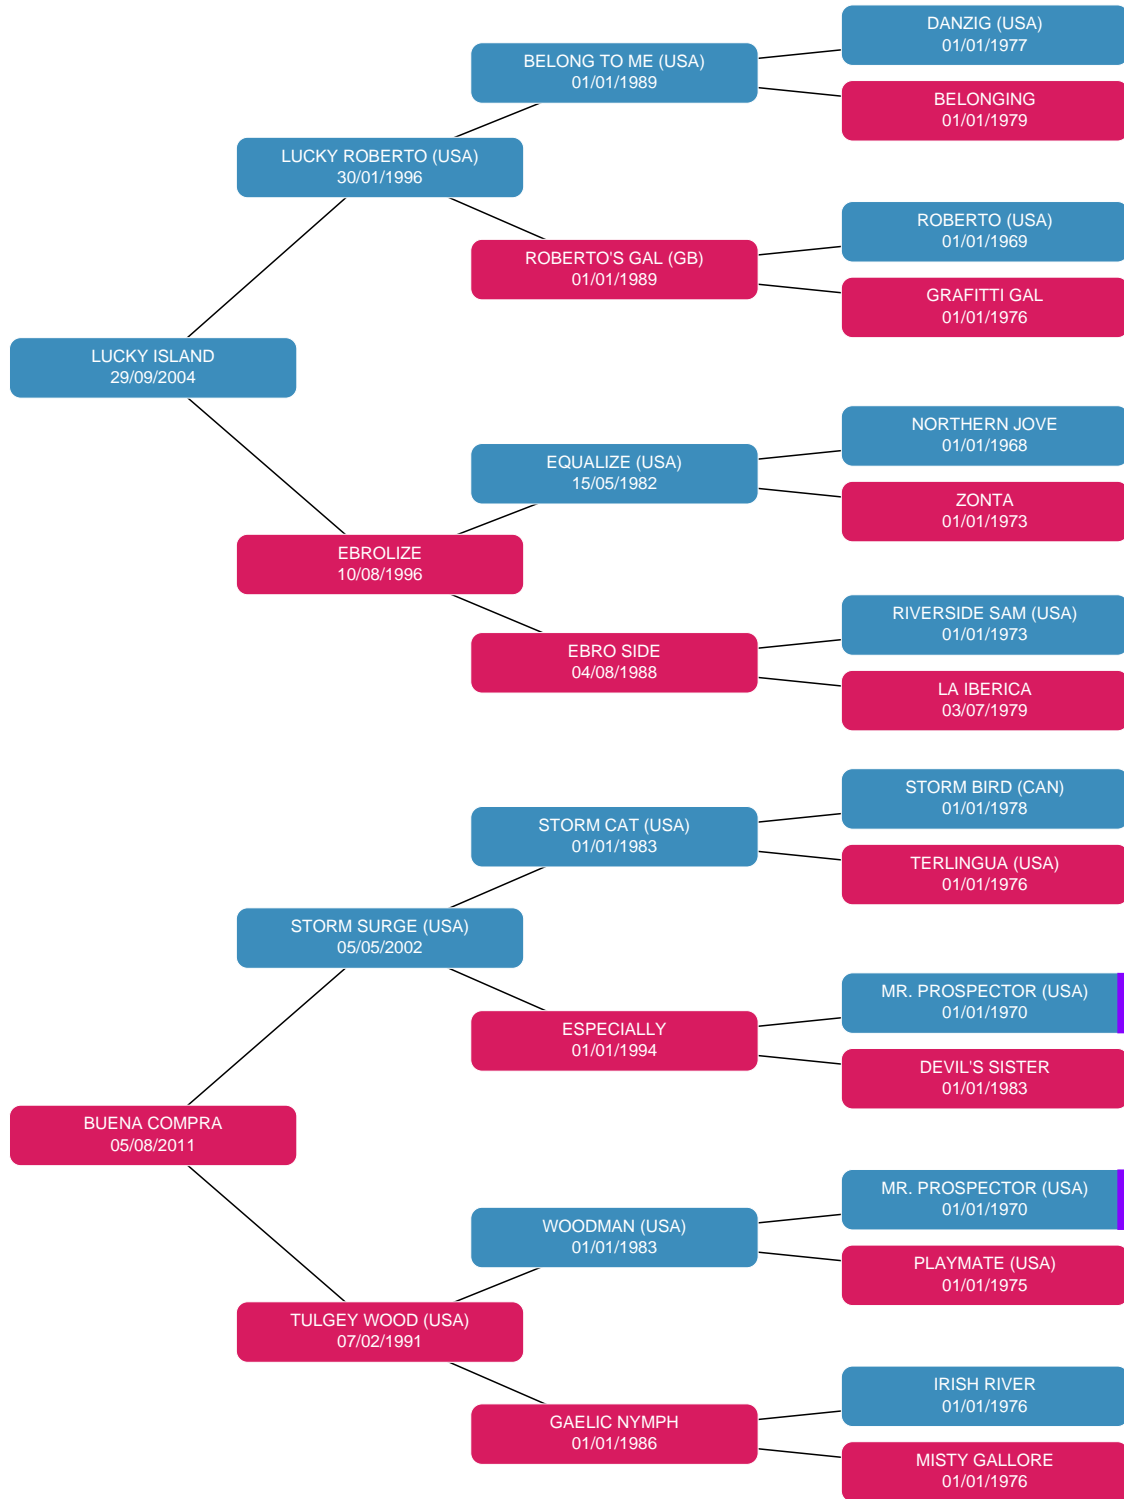 DANZIG (USA)
01/01/1977
BELONG TO ME (USA)
01/01/1989
BELONGING
01/01/1979
LUCKY ROBERTO (USA)
30/01/1996
ROBERTO (USA)
01/01/1969
ROBERTO'S GAL (GB)
01/01/1989
GRAFITTI GAL
01/01/1976
LUCKY ISLAND
29/09/2004
NORTHERN JOVE
01/01/1968
EQUALIZE (USA)
15/05/1982
ZONTA
01/01/1973
EBROLIZE
10/08/1996
RIVERSIDE SAM (USA)
01/01/1973
EBRO SIDE
04/08/1988
LA IBERICA
03/07/1979
STORM BIRD (CAN)
01/01/1978
STORM CAT (USA)
01/01/1983
TERLINGUA (USA)
01/01/1976
STORM SURGE (USA)
05/05/2002
MR. PROSPECTOR (USA)
01/01/1970
ESPECIALLY
01/01/1994
DEVIL'S SISTER
01/01/1983
BUENA COMPRA
05/08/2011
MR. PROSPECTOR (USA)
01/01/1970
WOODMAN (USA)
01/01/1983
PLAYMATE (USA)
01/01/1975
TULGEY WOOD (USA)
07/02/1991
IRISH RIVER
01/01/1976
GAELIC NYMPH
01/01/1986
MISTY GALLORE
01/01/1976